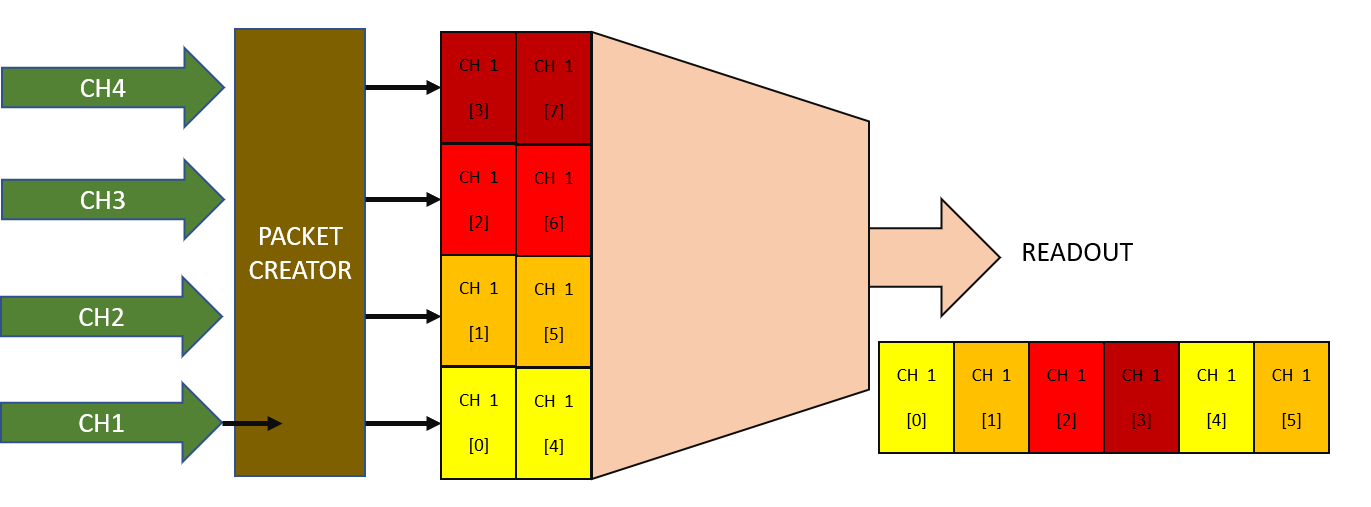 CH4
CH3
CH2
CH1
PACKET
CREATOR
CH 1 CH 1
[3] [7]
CH 1 CH 1
[2] [6]
CH 1 CH 1
[1] [5]
CH 1 CH 1
[0] [4]
READOUT
CH 1 CH 1 CH 1 CH 1 CH 1 CH 1
[0] [1] [2] [3] [4] [5]